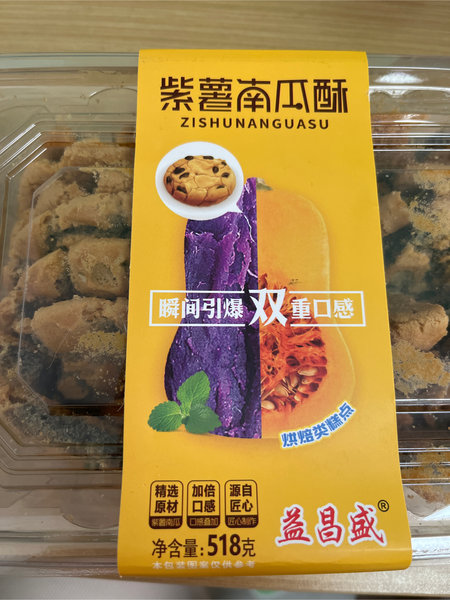 紫薯南瓜酥
ZISHUNANGUASU
瞬间引爆双重口感
烘焙类糕点
精选原材
紫薯南瓜
加倍口感
口感叠加
源自匠心
匠心制作
净含量:518克
益昌盛®
本包装图案仅供参考